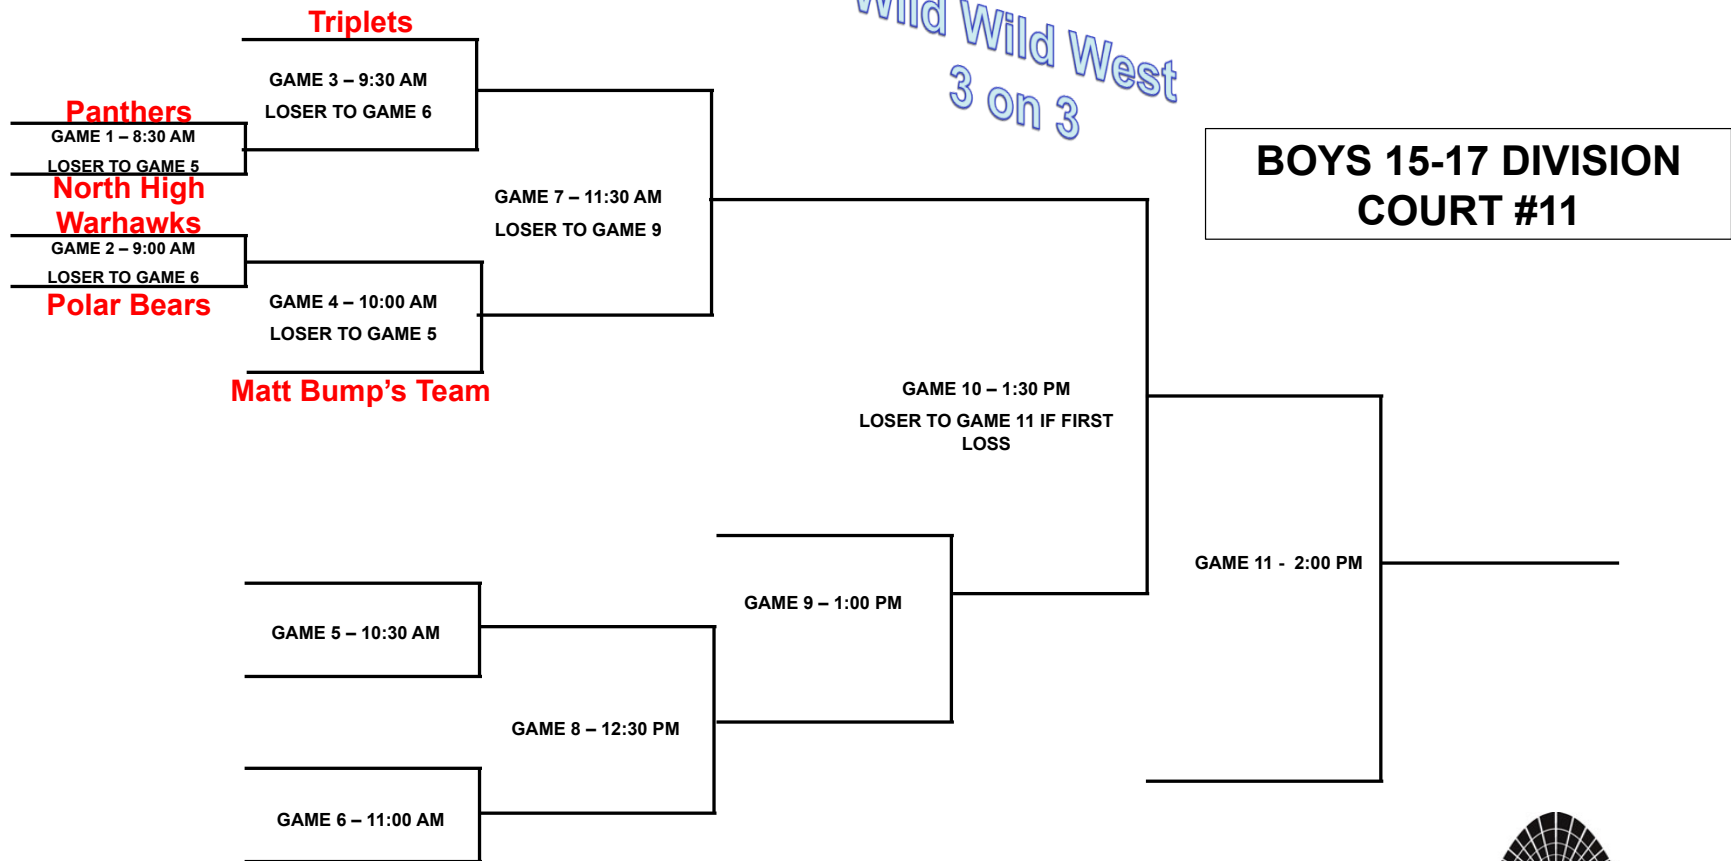 Triplets
Wild Wild West
3 on 3
GAME 3 – 9:30 AM
LOSER TO GAME 6
Panthers
GAME 1 – 8:30 AM
LOSER TO GAME 5
North High
Warhawks
GAME 2 – 9:00 AM
LOSER TO GAME 6
Polar Bears
BOYS 15-17 DIVISION
COURT #11
GAME 7 – 11:30 AM
LOSER TO GAME 9
GAME 4 – 10:00 AM
LOSER TO GAME 5
Matt Bump’s Team
GAME 10 – 1:30 PM
LOSER TO GAME 11 IF FIRST
LOSS
GAME 11 - 2:00 PM
GAME 9 – 1:00 PM
GAME 5 – 10:30 AM
GAME 8 – 12:30 PM
GAME 6 – 11:00 AM